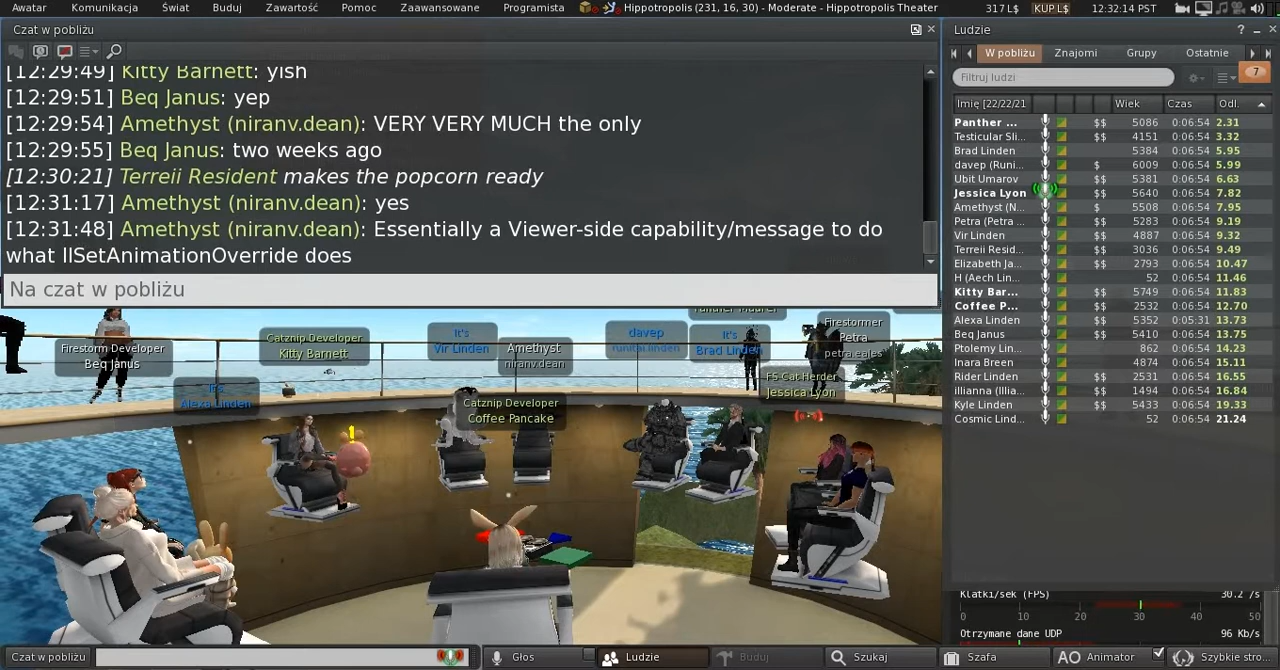 Awatar Komunikacja Świat Buduj Zawartość Pomoc Zaawansowane Programista Hippotropolis (231, 16, 30) - Moderate - Hippotropolis Theater 317 L$ KUP L$ 12:32:14 PST
Czat w pobliżu
[12:29:49] Kitty Barnett: yish
[12:29:51] Beq Janus: yep
[12:29:54] Amethyst (niranv.dean): VERY VERY MUCH the only
[12:29:55] Beq Janus: two weeks ago
[12:30:21] Terreii Resident makes the popcorn ready
[12:31:17] Amethyst (niranv.dean): yes
[12:31:48] Amethyst (niranv.dean): Essentially a Viewer-side capability/message to do
what llSetAnimationOverride does
Na czat w pobliżu
Firestorm Developer
Beq Janus
It's
Alexa Linden
Catznip Developer
Kitty Barnett
It's
Vir Linden
Amethyst
niranv.dean
Catznip Developer
Coffee Pancake
davep
runitai.linden
It's
Brad Linden
Firestormer
Petra
petra.eales
FS Cat Herder
Jessica Lyon
Ludzie
W pobliżu Znajomi Grupy Ostatnie
Filtruj ludzi
7
Imię [22/22/21 Wiek Czas Odl.
Panther ... $$ 5086 0:06:54 2.31
Testicular Sli... $$ 4151 0:06:54 3.32
Brad Linden 5384 0:06:54 5.95
davep (Runi... $ 6009 0:06:54 5.99
Ubit Umarov $$ 5381 0:06:54 6.63
Jessica Lyon $$ 5640 0:06:54 7.82
Amethyst (N... $ 5508 0:06:54 7.95
Petra (Petra ... $$ 5283 0:06:54 9.19
Vir Linden $$ 4887 0:06:54 9.32
Terreii Resid... $$ 3036 0:06:54 9.49
Elizabeth Ja... $$ 2793 0:06:54 10.47
H (Aech Lin... 52 0:06:54 11.46
Kitty Bar... $$ 5749 0:06:54 11.83
Coffee P... $$ 2532 0:06:54 12.70
Alexa Linden 5352 0:05:31 13.73
Beq Janus $$ 5410 0:06:54 13.75
Ptolemy Lin... 862 0:06:54 14.23
Inara Breen 4874 0:06:54 15.11
Rider Linden $$ 2531 0:06:54 16.55
illianna (Illia... $$ 1494 0:06:54 16.84
Kyle Linden $$ 5433 0:06:54 19.33
Cosmic Lind... 52 0:06:54 21.24
Klatki/sek (FPS) 30.2 /s
0 10 20 30 40 50
Otrzymane dane UDP 96 Kb/s
Czat w pobliżu Głos Ludzie Buduj Szukaj Szafa AO Animator Szybkie stro...